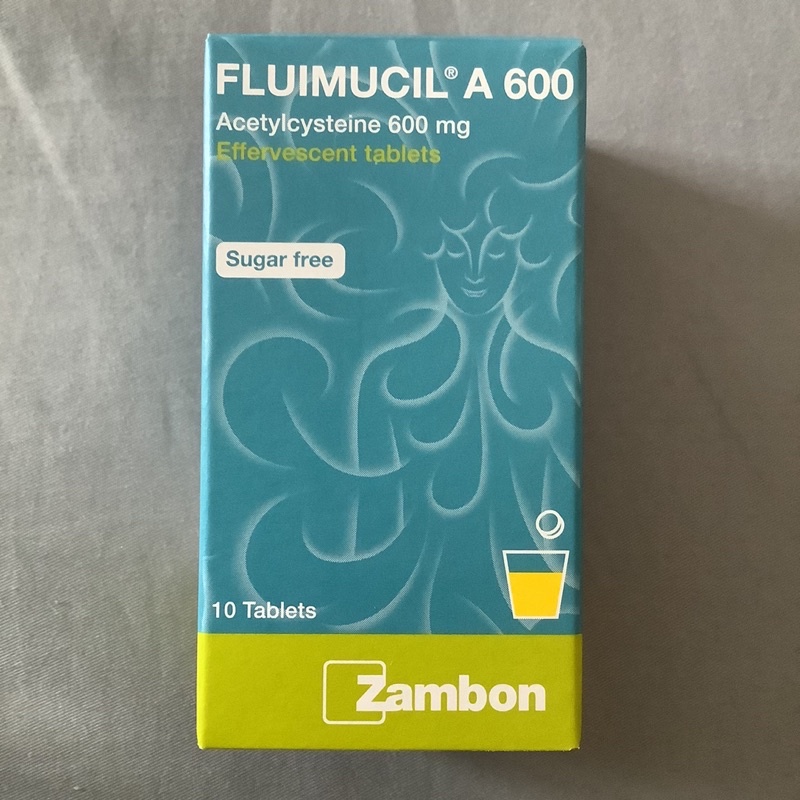 FLUIMUCIL® A 600
Acetylcysteine 600 mg
Effervescent tablets
Sugar free
10 Tablets
Zambon